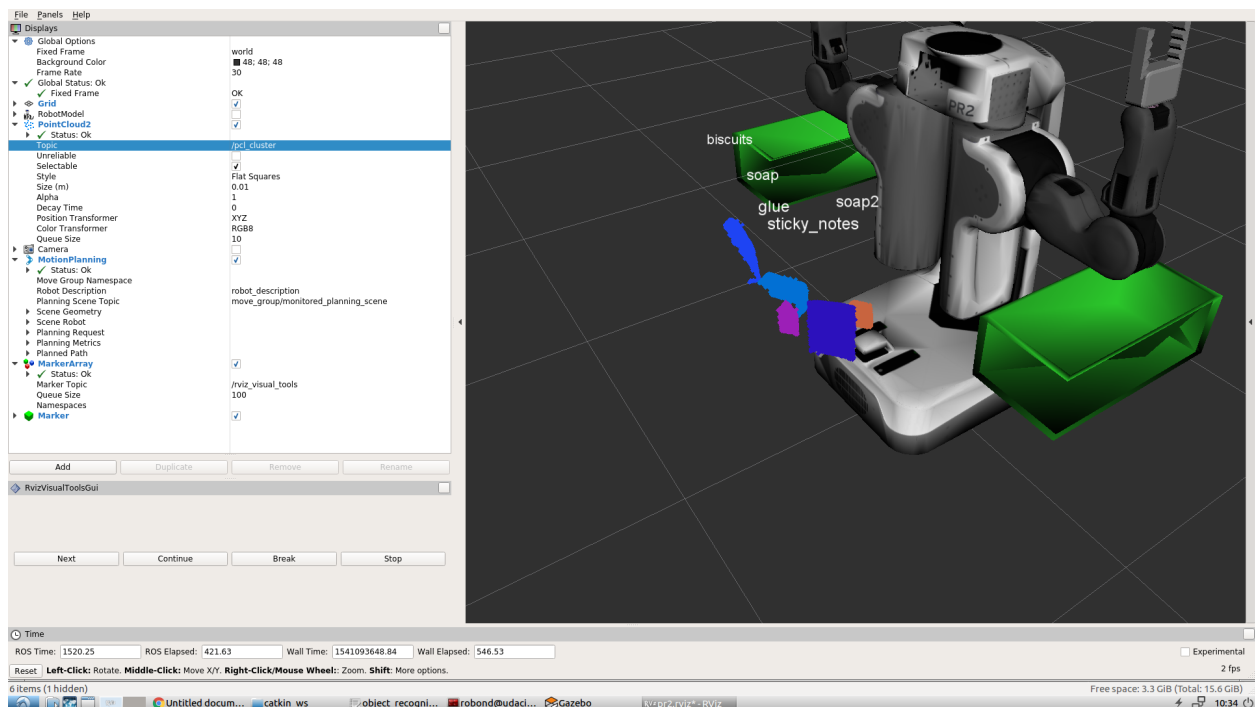 File Panels Help
Displays
Global Options
Fixed Frame world
Background Color 48; 48; 48
Frame Rate 30
Global Status: Ok
Fixed Frame OK
Grid
RobotModel
PointCloud2
Status: Ok
Topic /pcl_cluster
Unreliable
Selectable
Style Flat Squares
Size (m) 0.01
Alpha 1
Decay Time 0
Position Transformer XYZ
Color Transformer RGB8
Queue Size 10
Camera
MotionPlanning
Status: Ok
Move Group Namespace
Robot Description robot_description
Planning Scene Topic move_group/monitored_planning_scene
Scene Geometry
Scene Robot
Planning Request
Planning Metrics
Planned Path
MarkerArray
Status: Ok
Marker Topic /rviz_visual_tools
Queue Size 100
Namespaces
Marker
Add Duplicate Remove Rename
RvizVisualToolsGui
Next Continue Break Stop
PR2
biscuits
soap
glue soap2
sticky_notes
Time
ROS Time: 1520.25 ROS Elapsed: 421.63 Wall Time: 1541093648.84 Wall Elapsed: 546.53 Experimental
Reset Left-Click: Rotate. Middle-Click: Move X/Y. Right-Click/Mouse Wheel:: Zoom. Shift: More options. 2 fps
6 items (1 hidden) Free space: 3.3 GiB (Total: 15.6 GiB)
Untitled docum... catkin_ws object_recogni... robond@udaci... Gazebo pr2.rviz* - RViz 10:34